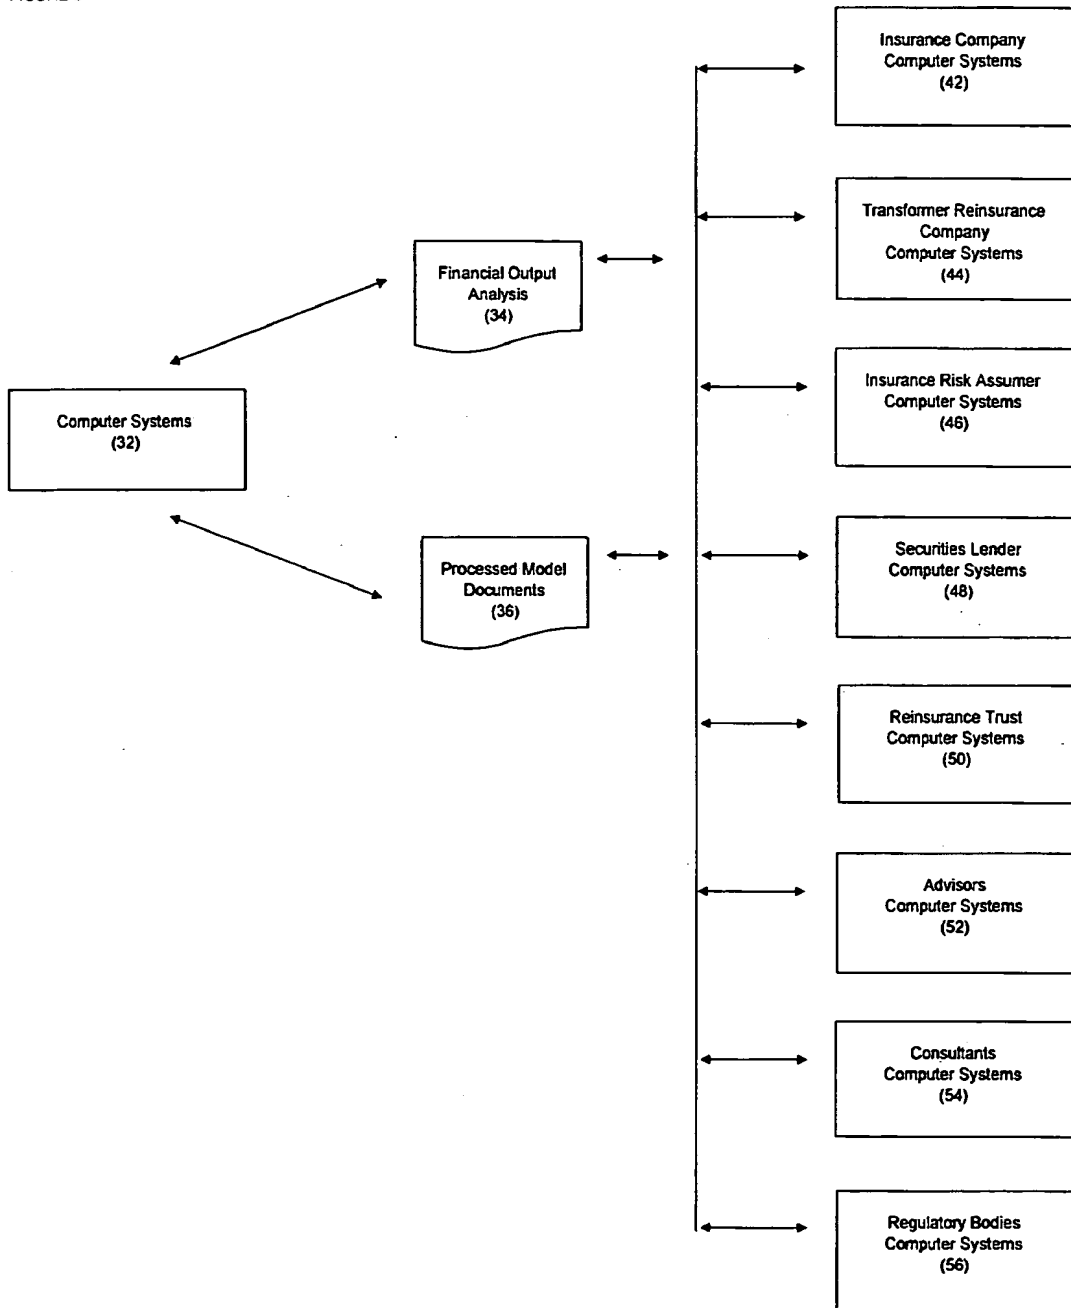 Insurance Company
Computer Systems
(42)
Transformer Reinsurance
Company
Computer Systems
(44)
Financial Output
Analysis
(34)
Insurance Risk Assumer
Computer Systems
(46)
Computer Systems
(32)
Securities Lender
Computer Systems
(48)
Processed Model
Documents
(36)
Reinsurance Trust
Computer Systems
(50)
Advisors
Computer Systems
(52)
Consultants
Computer Systems
(54)
Regulatory Bodies
Computer Systems
(56)